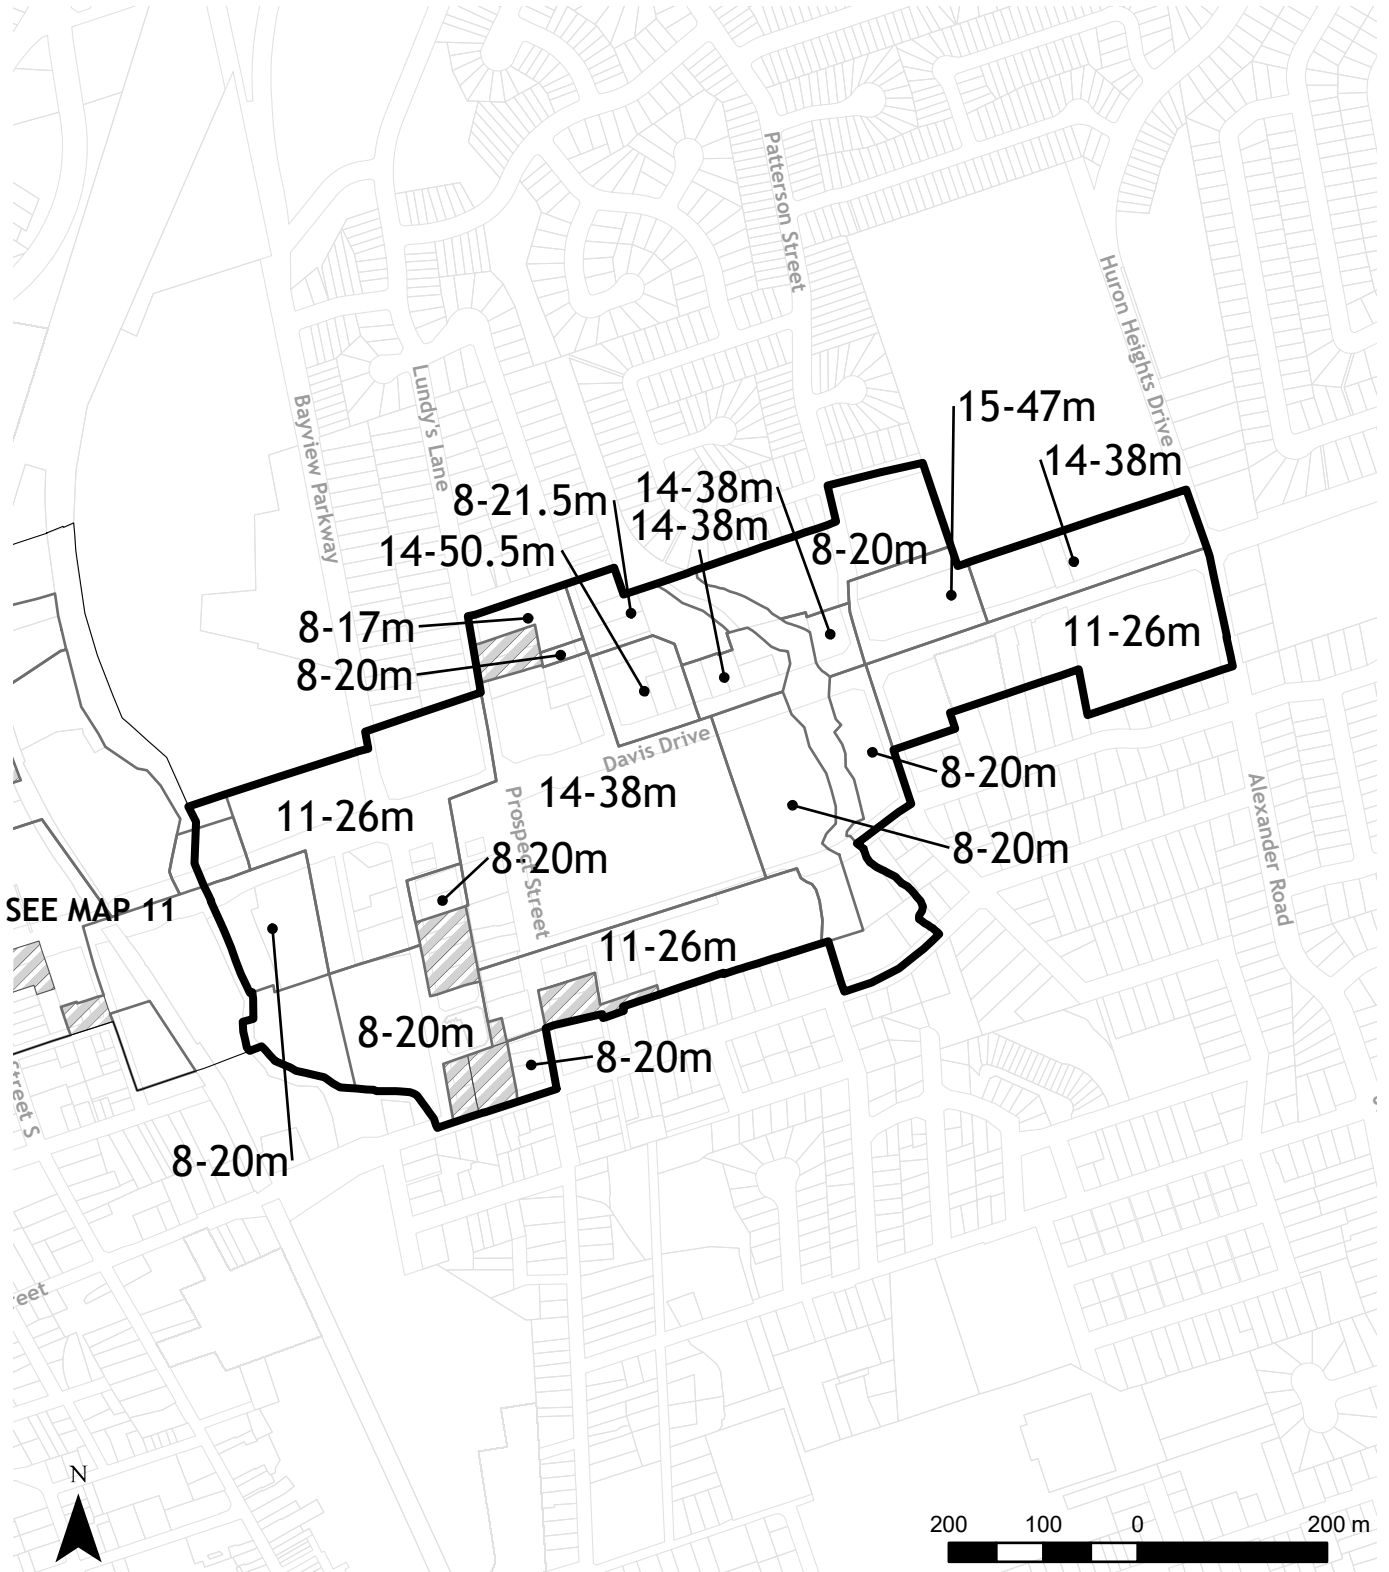 Patterson Street
Huron Heights Drive
Bayview Parkway
Lundy's Lane
15-47m
14-38m
14-38m
8-21.5m
14-38m
14-50.5m
8-20m
8-17m
11-26m
8-20m
Davis Drive
8-20m
14-38m
11-26m
Prospect Street
8-20m
8-20m
Alexander Road
SEE MAP 11
11-26m
8-20m
8-20m
8-20m
Street S
eet
N
200 100 0 200 m